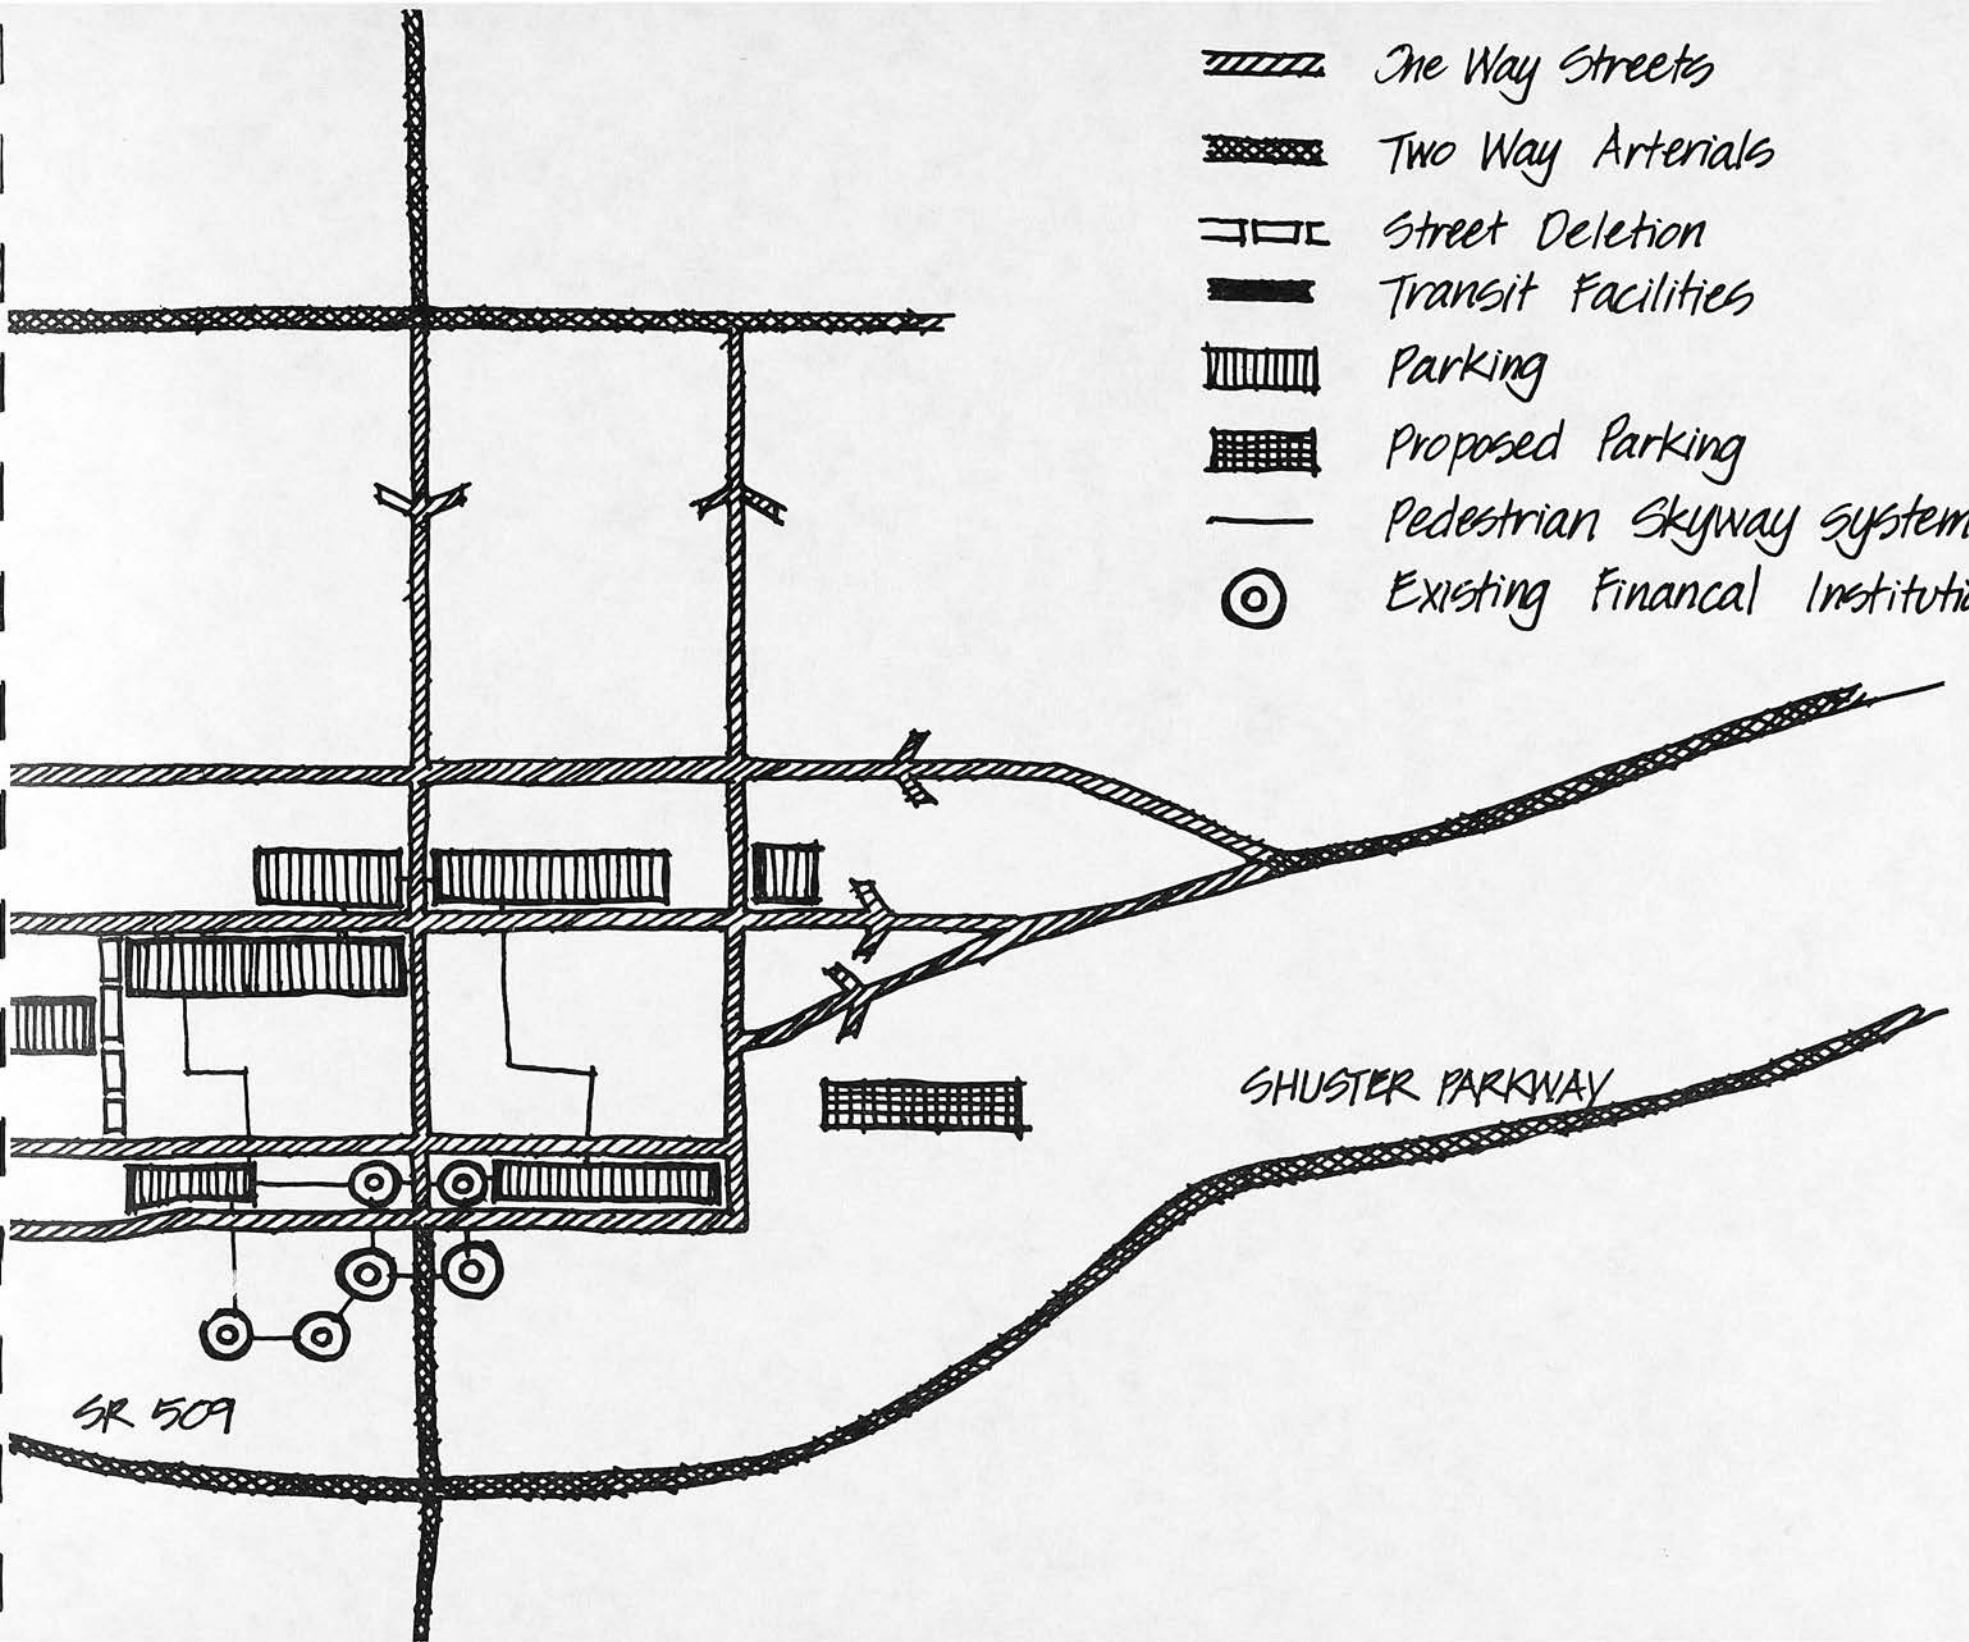 One Way Streets
Two Way Arterials
Street Deletion
Transit Facilities
Parking
Proposed Parking
Pedestrian Skyway System
Existing Financal Instituti
SHUSTER PARKWAY
SR 509